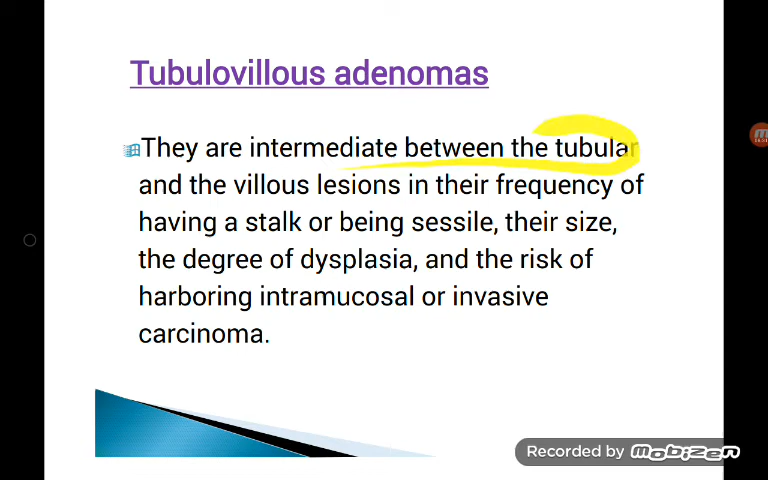 Tubulovillous adenomas
They are intermediate between the tubular
and the villous lesions in their frequency of
having a stalk or being sessile, their size,
the degree of dysplasia, and the risk of
harboring intramucosal or invasive
carcinoma.
Recorded by mobizen